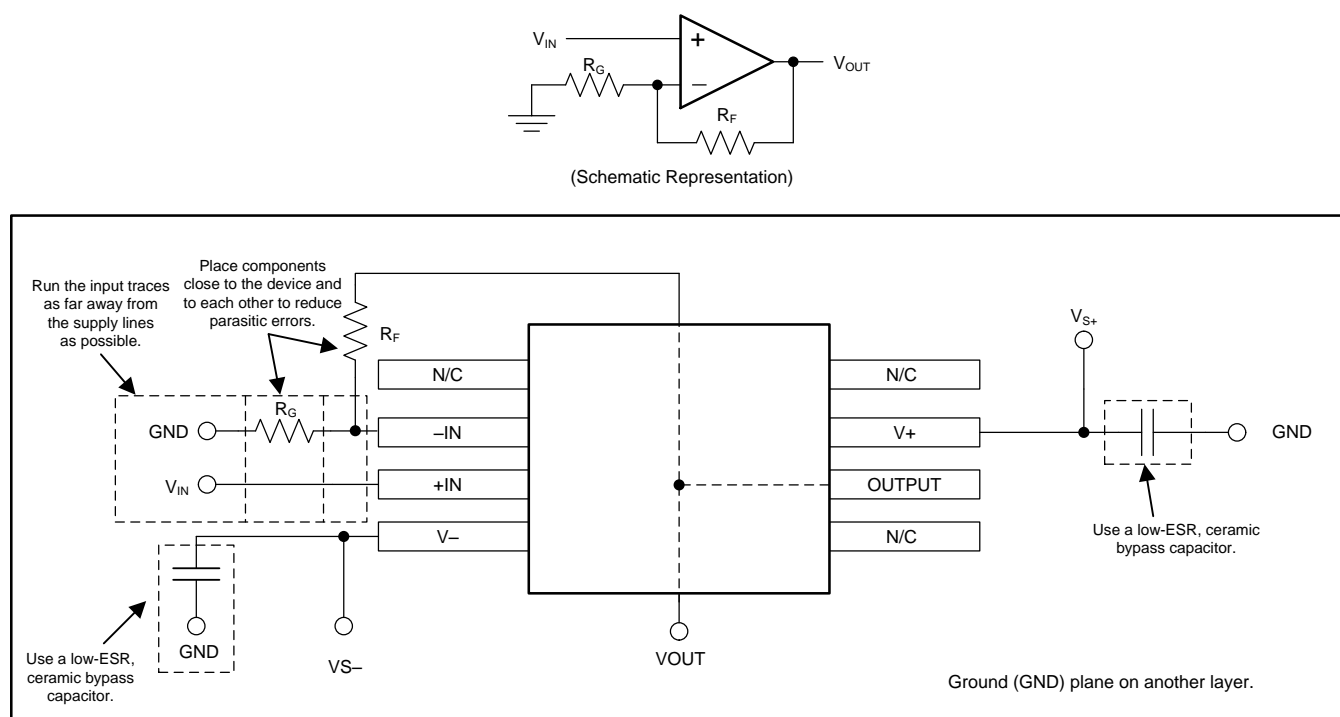 V_IN
+
R_G
−
V_OUT
R_F
(Schematic Representation)
Run the input traces
as far away from
the supply lines
as possible.
Place components
close to the device and
to each other to reduce
parasitic errors.
R_F
V_S+
N/C
N/C
R_G
GND
–IN
V+
GND
V_IN
+IN
OUTPUT
V–
N/C
Use a low-ESR, ceramic
bypass capacitor.
GND
VS–
VOUT
Use a low-ESR,
ceramic bypass
capacitor.
Ground (GND) plane on another layer.